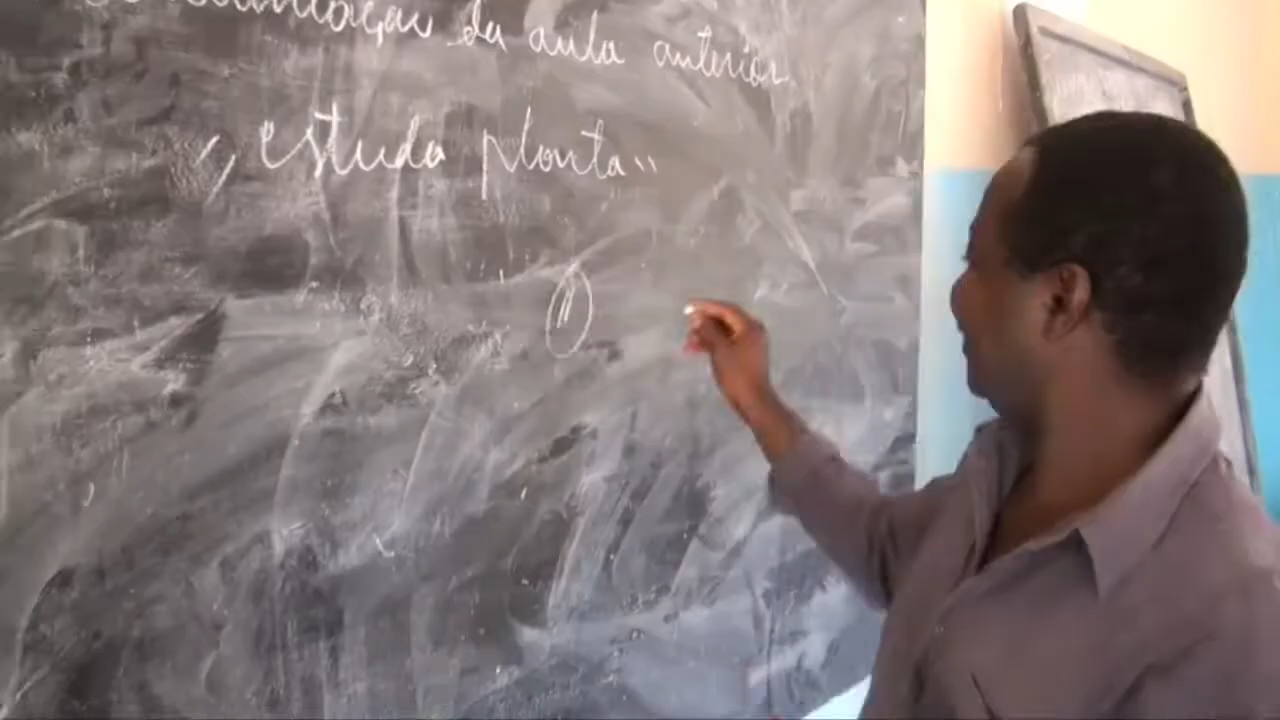 da aula anterior
,, estuda planta "